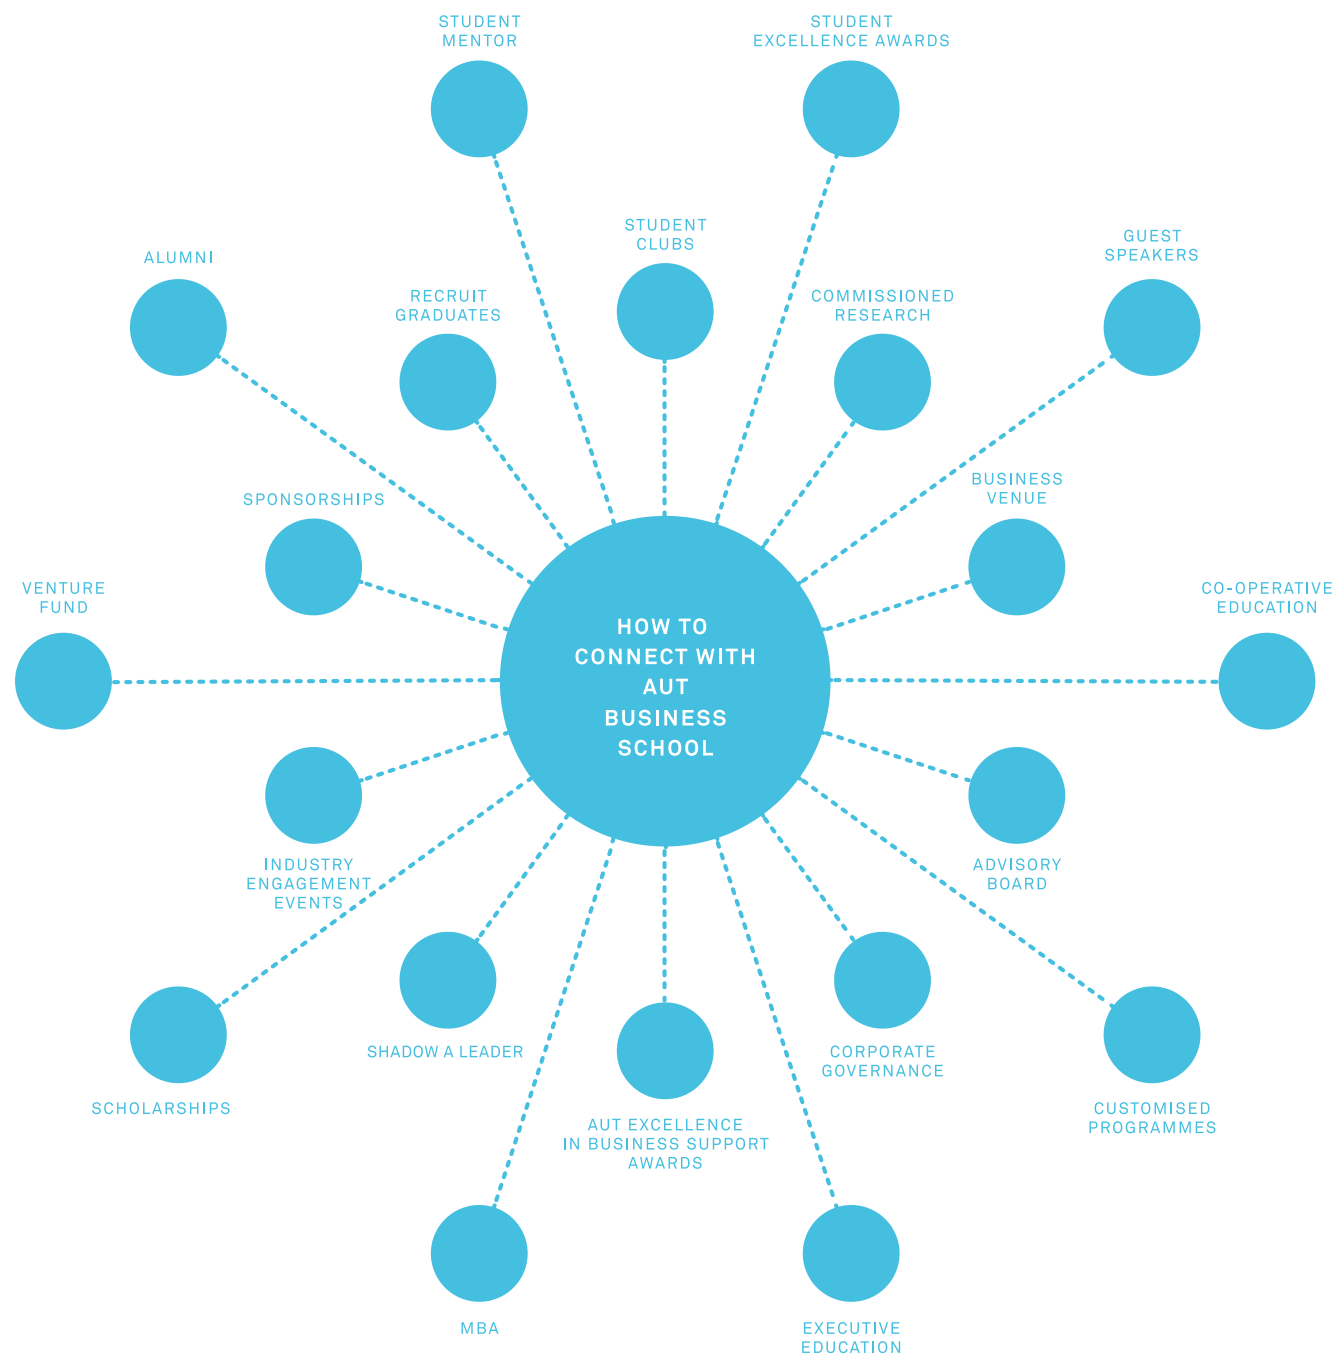 STUDENT
MENTOR
STUDENT
EXCELLENCE AWARDS
STUDENT
CLUBS
GUEST
SPEAKERS
ALUMNI
RECRUIT
GRADUATES
COMMISSIONED
RESEARCH
SPONSORSHIPS
BUSINESS
VENUE
VENTURE
FUND
CO-OPERATIVE
EDUCATION
HOW TO
CONNECT WITH
AUT
BUSINESS
SCHOOL
INDUSTRY
ENGAGEMENT
EVENTS
ADVISORY
BOARD
SHADOW A LEADER
CORPORATE
GOVERNANCE
SCHOLARSHIPS
AUT EXCELLENCE
IN BUSINESS SUPPORT
AWARDS
CUSTOMISED
PROGRAMMES
MBA
EXECUTIVE
EDUCATION